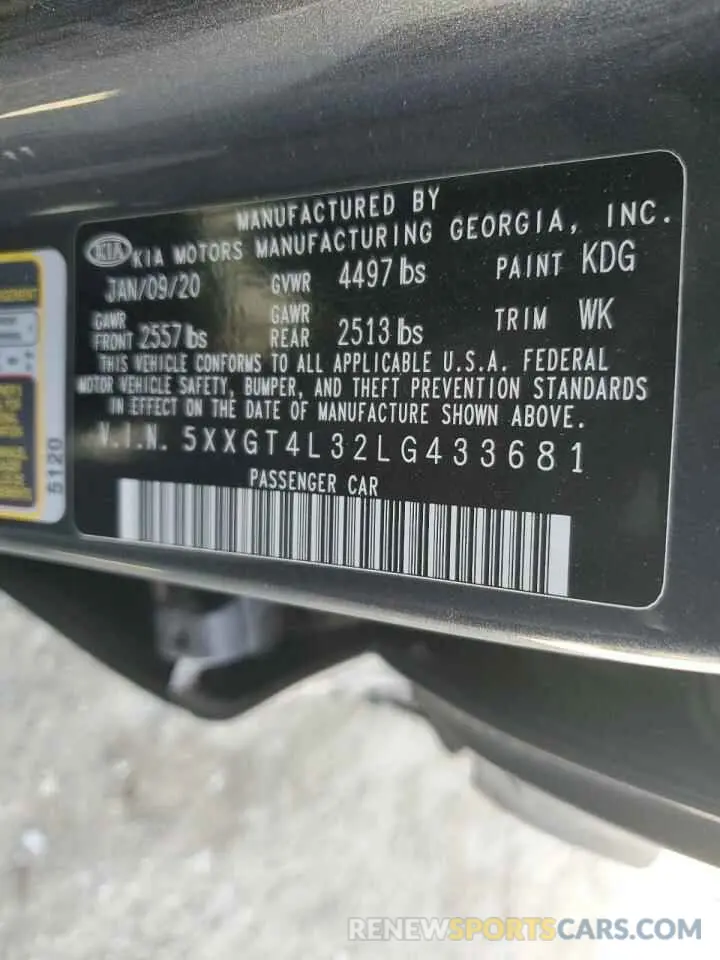 MANUFACTURED BY
KIA KIA MOTORS MANUFACTURING GEORGIA, INC.
JAN/09/20 GVWR 4497 lbs PAINT KDG
GAWR FRONT 2557 lbs GAWR REAR 2513 lbs TRIM WK
THIS VEHICLE CONFORMS TO ALL APPLICABLE U.S.A. FEDERAL
MOTOR VEHICLE SAFETY, BUMPER, AND THEFT PREVENTION STANDARDS
IN EFFECT ON THE DATE OF MANUFACTURE SHOWN ABOVE.
V.I.N. 5XXGT4L32LG433681
PASSENGER CAR
5120
RENEWSPORTSCARS.COM